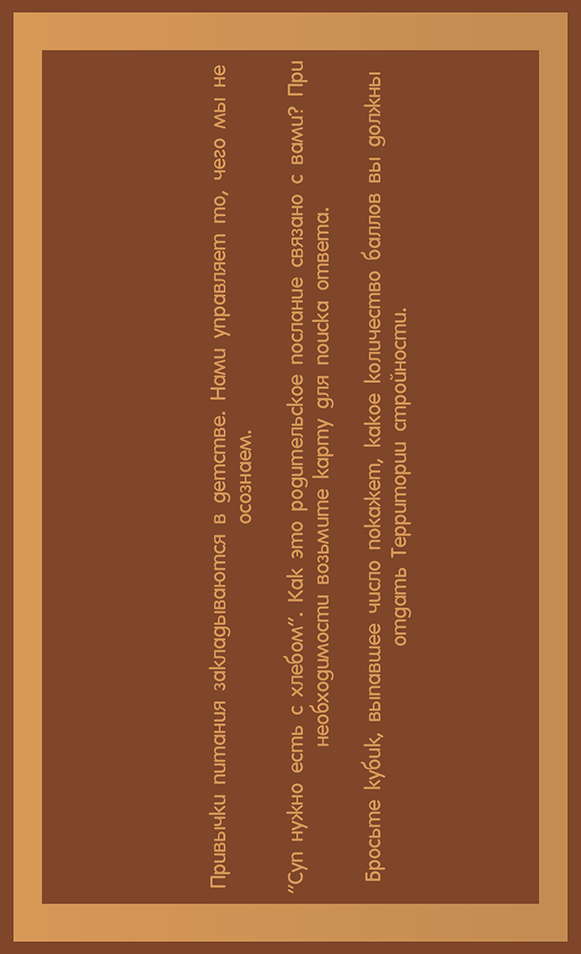 Привычки питания закладываются в детстве. Нами управляет то, чего мы не
осознаем.
“Суп нужно есть с хлебом”. Как это родительское послание связано с вами? При
необходимости возьмите карту для поиска ответа.
Бросьте кубик, выпавшее число покажет, какое количество баллов вы должны
отдать Территории стройности.